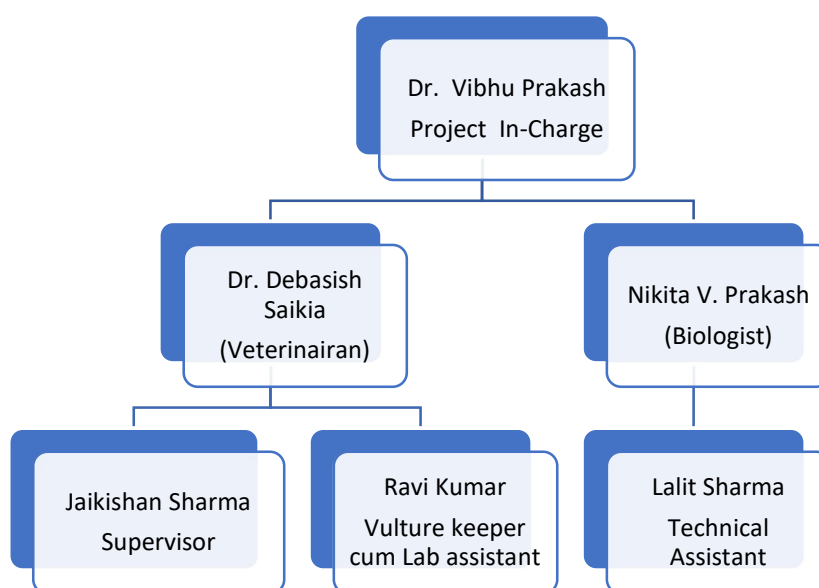 Dr. Vibhu Prakash
Project In-Charge
Dr. Debasish
Saikia
(Veterinairan)
Nikita V. Prakash
(Biologist)
Jaikishan Sharma
Supervisor
Ravi Kumar
Vulture keeper
cum Lab assistant
Lalit Sharma
Technical
Assistant